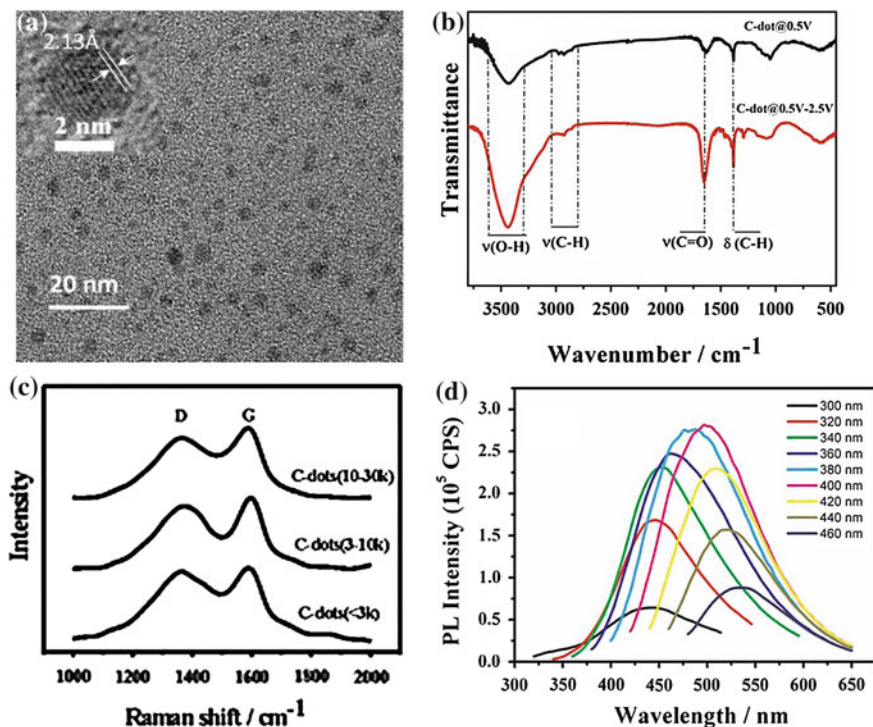 (a)
2.13Å
2 nm
20 nm
(b)
C-dot@0.5V
C-dot@0.5V-2.5V
Transmittance
ν(O-H)
ν(C-H)
ν(C=O)
δ (C-H)
3500 3000 2500 2000 1500 1000 500
Wavenumber / cm-1
(c)
D G
C-dots(10-30k)
C-dots(3-10k)
C-dots(<3k)
Intensity
1000 1200 1400 1600 1800 2000
Raman shift / cm-1
(d)
3.0
2.5
2.0
1.5
1.0
0.5
0.0
PL Intensity (10^5 CPS)
300 nm
320 nm
340 nm
360 nm
380 nm
400 nm
420 nm
440 nm
460 nm
300 350 400 450 500 550 600 650
Wavelength / nm